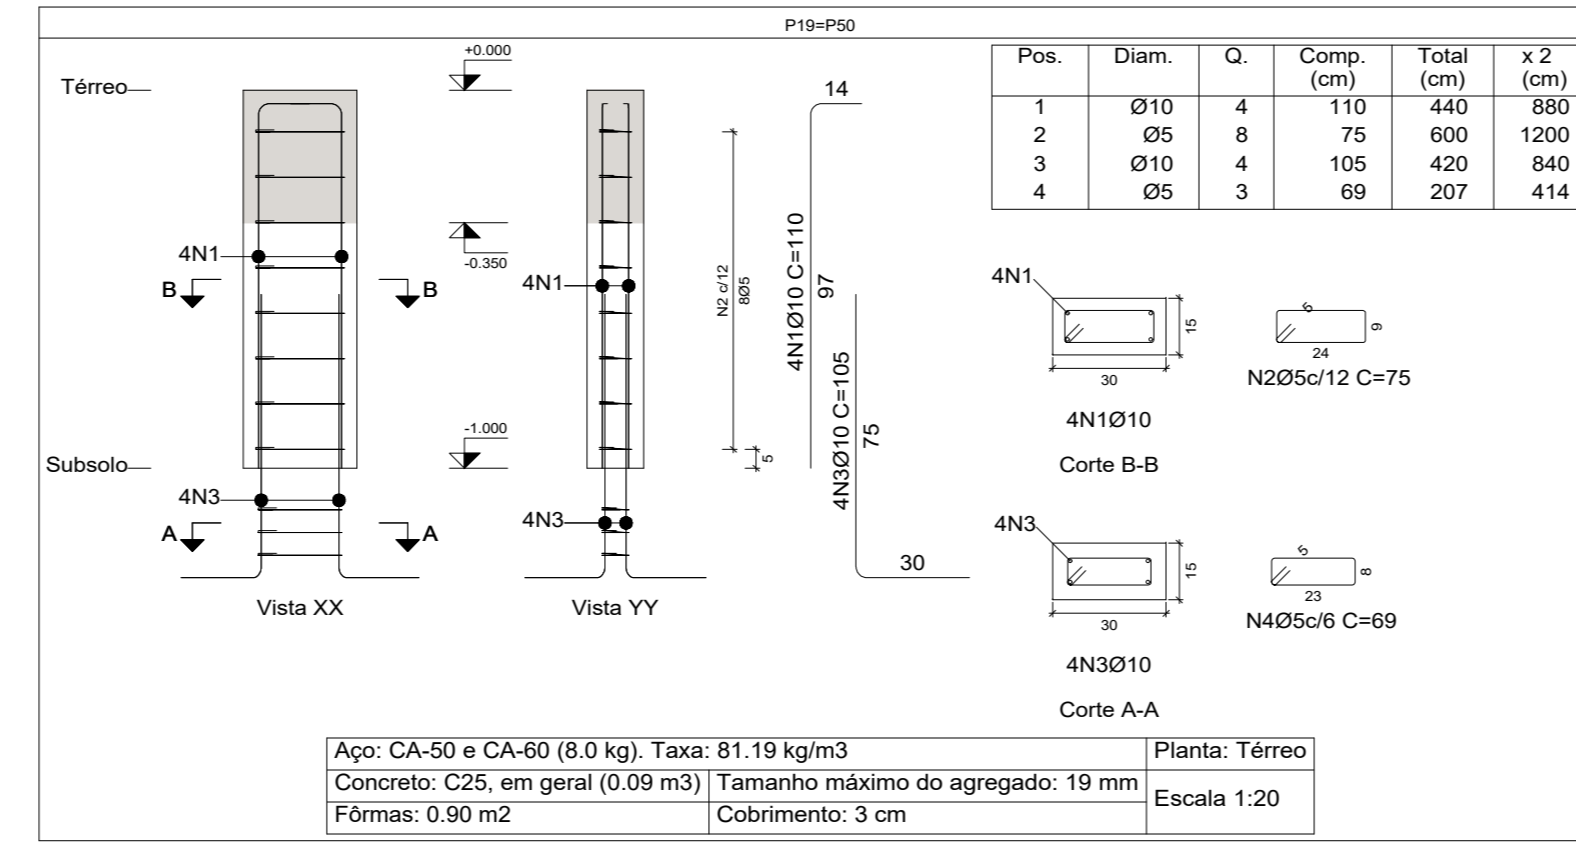 P19=P50
Térreo
+0.000
-0.350
4N1
B
B
-1.000
Subsolo
4N3
A
A
Vista XX
4N1
4N3
Vista YY
N2 c/12
8Ø5
5
14
4N1Ø10 C=110
97
4N3Ø10 C=105
75
30
Pos. Diam. Q. Comp. (cm) Total (cm) x 2 (cm)
1 Ø10 4 110 440 880
2 Ø5 8 75 600 1200
3 Ø10 4 105 420 840
4 Ø5 3 69 207 414
4N1
15
30
4N1Ø10
Corte B-B
5
9
24
N2Ø5c/12 C=75
4N3
15
30
4N3Ø10
Corte A-A
5
8
23
N4Ø5c/6 C=69
Aço: CA-50 e CA-60 (8.0 kg). Taxa: 81.19 kg/m3 Planta: Térreo
Concreto: C25, em geral (0.09 m3) Tamanho máximo do agregado: 19 mm
Escala 1:20
Fôrmas: 0.90 m2 Cobrimento: 3 cm